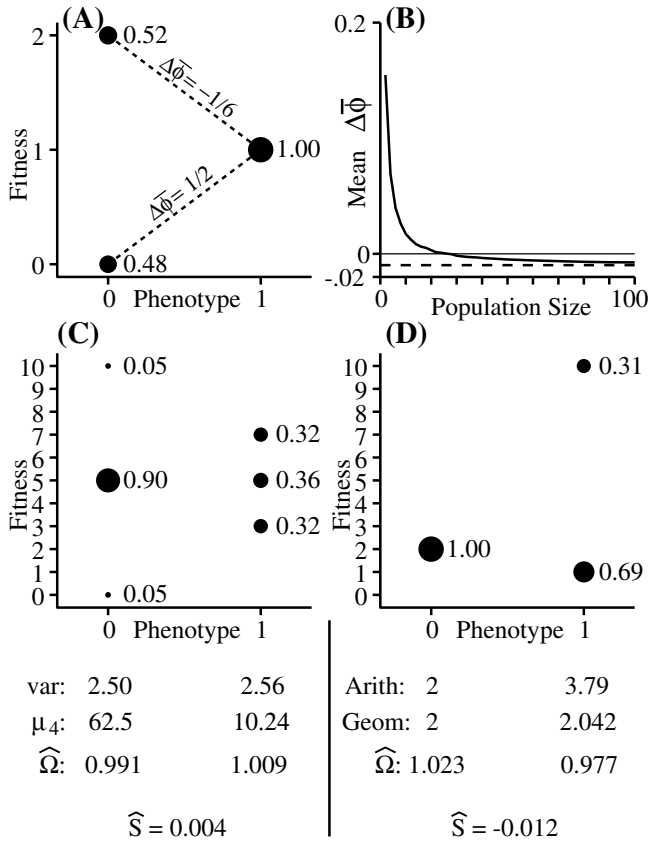 (A)
2
0.52
Δϕ̅= −1/6
Fitness
1
1.00
Δϕ̅= 1/2
0
0.48
0
Phenotype
1
(B)
0.2
Mean Δϕ̅
0
-.02
0
Population Size
100
(C)
10
9
8
7
6
5
4
3
2
1
0
Fitness
0.05
0.90
0.05
0.32
0.36
0.32
0
Phenotype
1
(D)
10
9
8
7
6
5
4
3
2
1
0
Fitness
1.00
0.31
0.69
0
Phenotype
1
var: 2.50 2.56
μ₄: 62.5 10.24
Ω̂: 0.991 1.009
Ŝ = 0.004
Arith: 2 3.79
Geom: 2 2.042
Ω̂: 1.023 0.977
Ŝ = -0.012